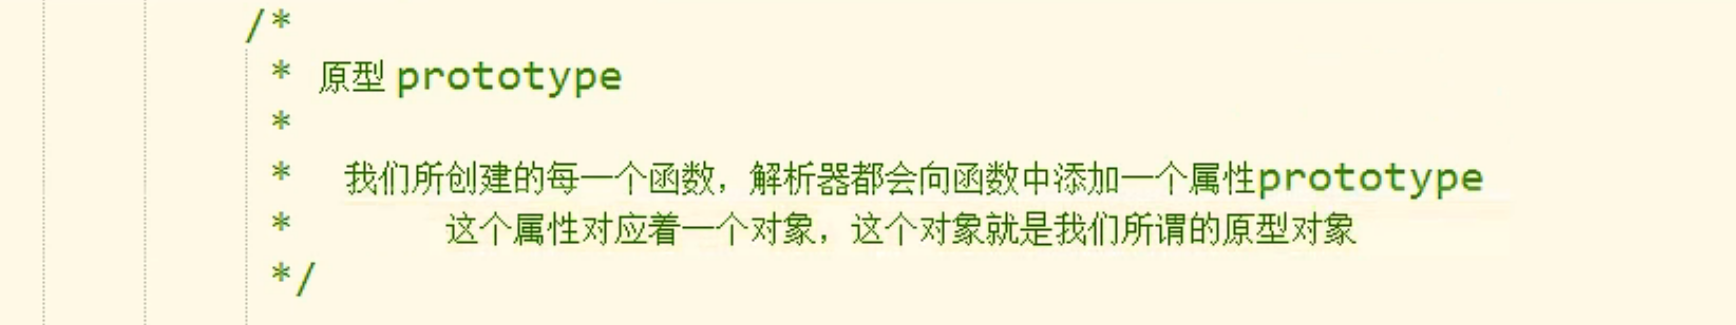 /*
* 原型 prototype
*
* 我们所创建的每一个函数，解析器都会向函数中添加一个属性prototype
* 这个属性对应着一个对象，这个对象就是我们所谓的原型对象
*/